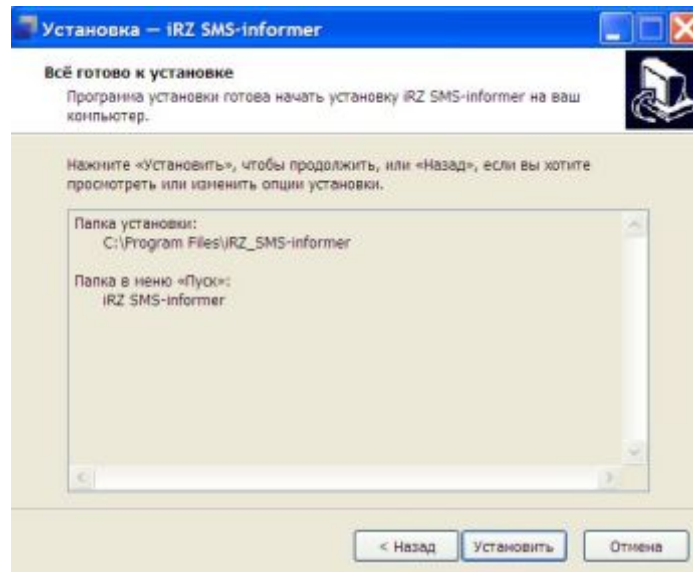 Установка — iRZ SMS-informer
Всё готово к установке
Программа установки готова начать установку iRZ SMS-informer на ваш
компьютер.
Нажмите «Установить», чтобы продолжить, или «Назад», если вы хотите
просмотреть или изменить опции установки.
Папка установки:
C:\Program Files\iRZ_SMS-informer
Папка в меню «Пуск»:
iRZ SMS-informer
< Назад
Установить
Отмена